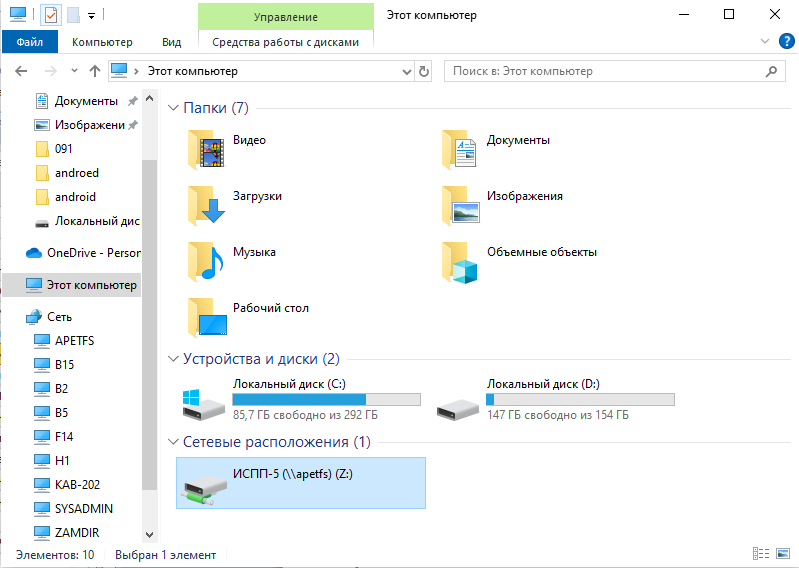 Управление
Этот компьютер
Файл
Компьютер
Вид
Средства работы с дисками
?
Этот компьютер
Поиск в: Этот компьютер
Документы
Изображени
091
androed
android
Локальный дис
OneDrive - Person
Этот компьютер
Сеть
APETFS
B15
B2
B5
F14
H1
KAB-202
SYSADMIN
ZAMDIR
Папки (7)
Видео
Документы
Загрузки
Изображения
Музыка
Объемные объекты
Рабочий стол
Устройства и диски (2)
Локальный диск (C:)
85,7 ГБ свободно из 292 ГБ
Локальный диск (D:)
147 ГБ свободно из 154 ГБ
Сетевые расположения (1)
ИСПП-5 (\\apetfs) (Z:)
Элементов: 10
Выбран 1 элемент